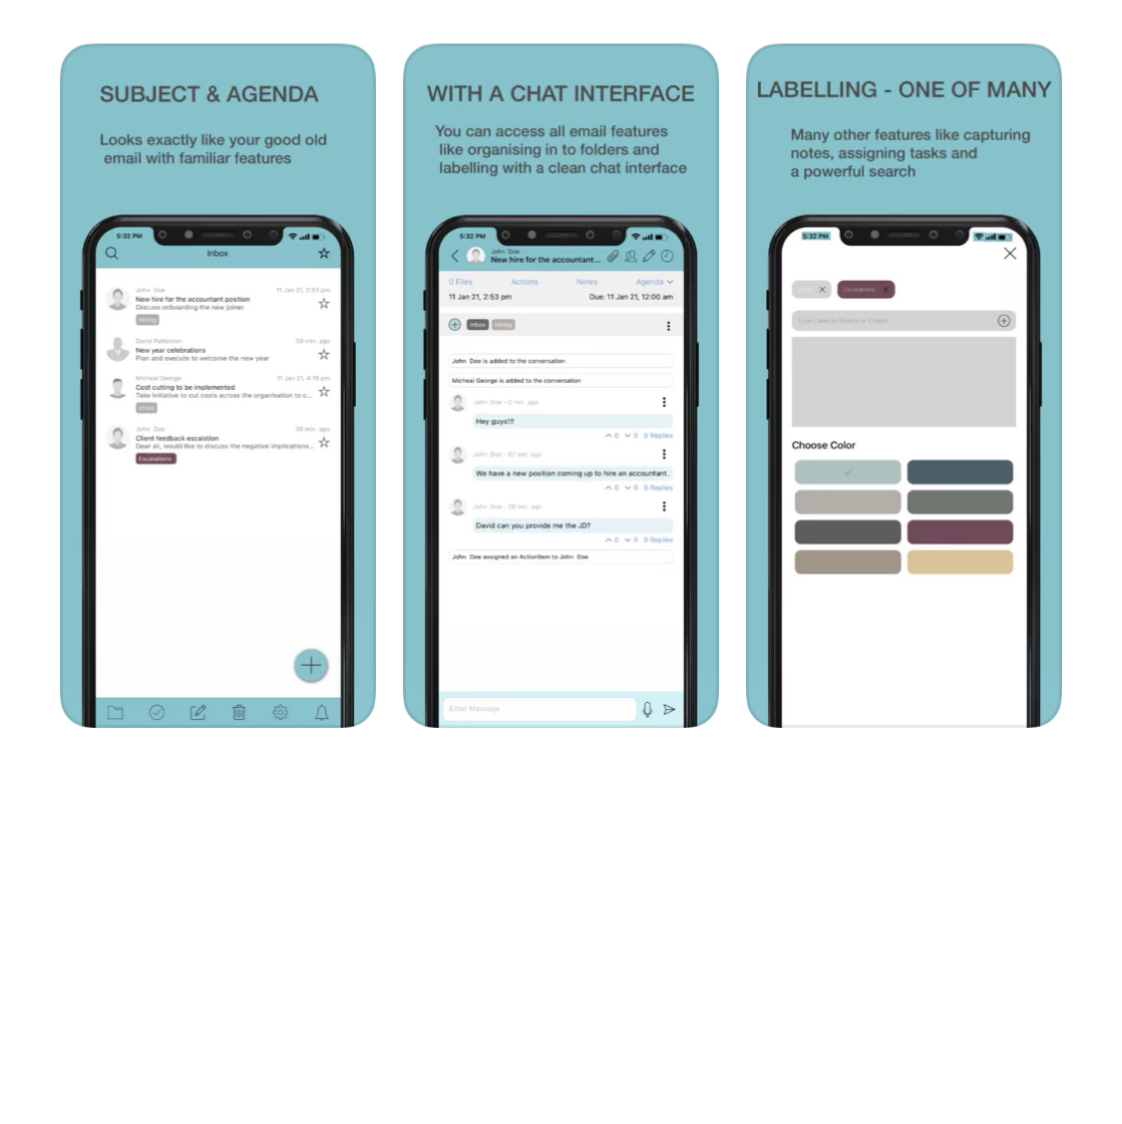 SUBJECT & AGENDA
Looks exactly like your good old
email with familiar features
5:32 PM
Inbox
John Doe
11 Jan 21, 2:53 pm
New hire for the accountant position
Discuss onboarding the new joiner.
Hiring
David Patterson
59 min. ago
New year celebrations
Plan and execute to welcome the new year
Micheal George
11 Jan 21, 4:19 pm
Cost cutting to be implemented
Take initiative to cut costs across the organisation to c...
John Doe
38 min. ago
Client feedback escalation
Dear all, would like to discuss the negative implications...
Escalations
WITH A CHAT INTERFACE
You can access all email features
like organising in to folders and
labelling with a clean chat interface
5:32 PM
John Doe
New hire for the accountant...
0 Files
Actions
Notes
Agenda
11 Jan 21, 2:53 pm
Due: 11 Jan 21, 12:00 am
Inbox
Hiring
John Doe is added to the conversation
Micheal George is added to the conversation
John Doe - 2 min. ago
Hey guys!!!
0 0 0 Replies
John Doe - 57 sec. ago
We have a new position coming up to hire an accountant.
0 0 0 Replies
John Doe - 38 sec. ago
David can you provide me the JD?
0 0 0 Replies
John Doe assigned an ActionItem to John Doe
Enter Message
LABELLING - ONE OF MANY
Many other features like capturing
notes, assigning tasks and
a powerful search
5:32 PM
Escalations
Type Label to Search or Create
Choose Color